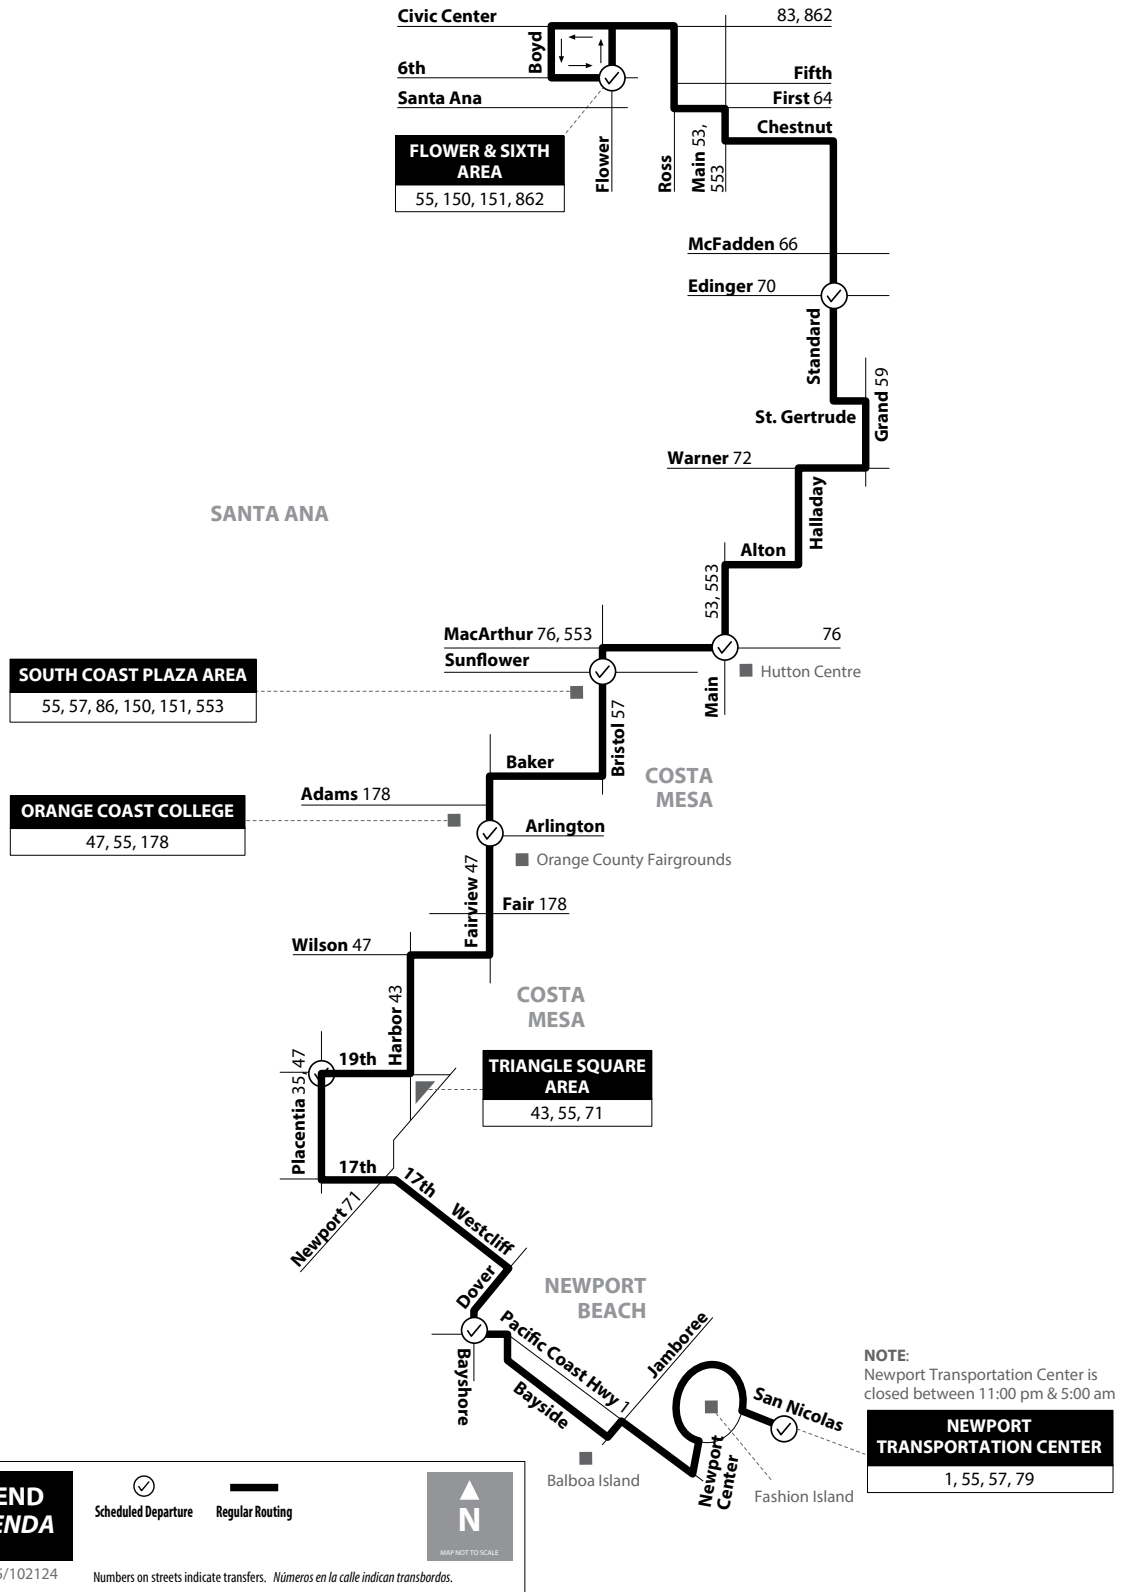 Civic Center
83, 862
Boyd
6th
Fifth
Santa Ana
First 64
Chestnut
FLOWER & SIXTH
AREA
55, 150, 151, 862
Flower
Ross
Main 53,
553
McFadden 66
Edinger 70
Standard
Grand 59
St. Gertrude
Warner 72
Halladay
SANTA ANA
Alton
53, 553
MacArthur 76, 553
76
Sunflower
Hutton Centre
Main
SOUTH COAST PLAZA AREA
55, 57, 86, 150, 151, 553
Bristol 57
Baker
COSTA
MESA
Adams 178
ORANGE COAST COLLEGE
47, 55, 178
Arlington
Orange County Fairgrounds
Fairview 47
Fair 178
Wilson 47
Harbor 43
COSTA
MESA
19th
Placentia 35, 47
TRIANGLE SQUARE
AREA
43, 55, 71
17th
17th
Newport 71
Westcliff
Dover
NEWPORT
BEACH
Pacific Coast Hwy 1
Jamboree
Bayshore
Bayside
Balboa Island
Newport
Center
San Nicolas
Fashion Island
NOTE:
Newport Transportation Center is
closed between 11:00 pm & 5:00 am
NEWPORT
TRANSPORTATION CENTER
1, 55, 57, 79
END
ENDA
Scheduled Departure
Regular Routing
N
MAP NOT TO SCALE
5/102124
Numbers on streets indicate transfers. Números en la calle indican transbordos.